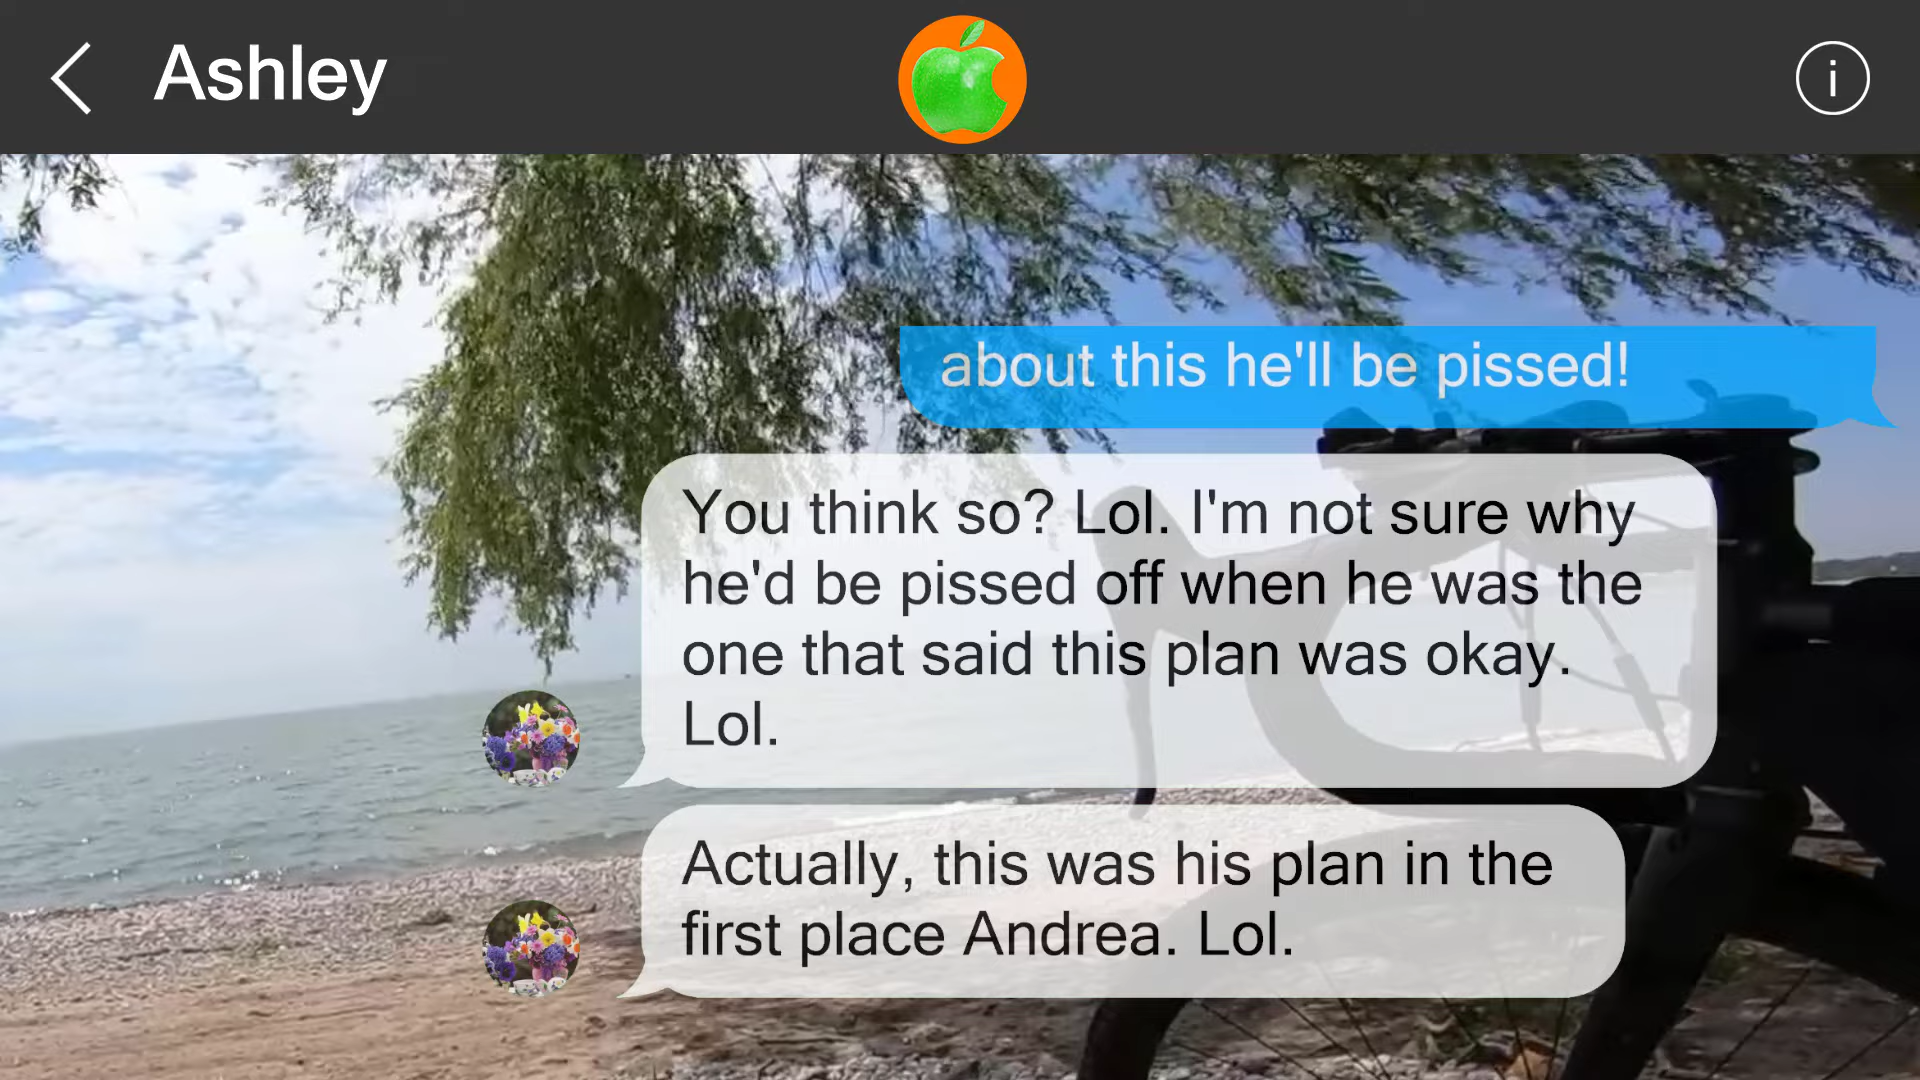 Ashley
i
about this he'll be pissed!
You think so? Lol. I'm not sure why
he'd be pissed off when he was the
one that said this plan was okay.
Lol.
Actually, this was his plan in the
first place Andrea. Lol.